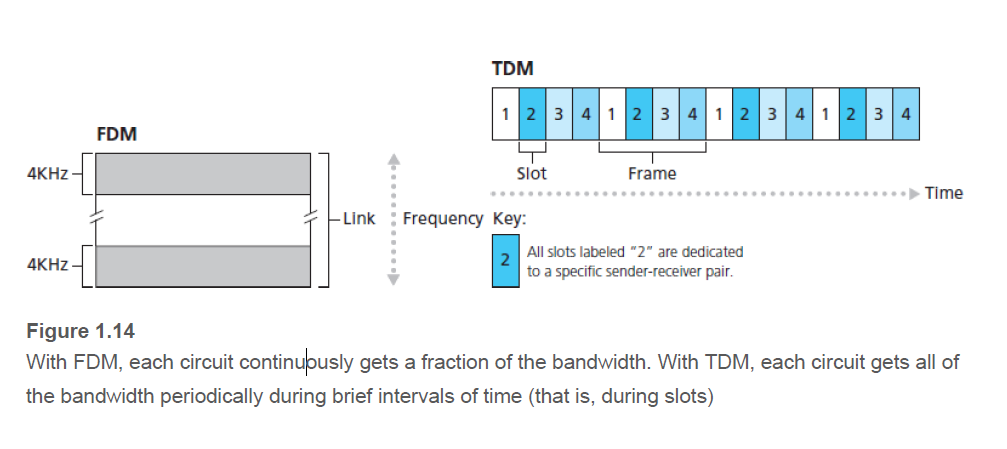 TDM
1 2 3 4 1 2 3 4 1 2 3 4 1 2 3 4
Slot Frame
Time
FDM
4KHz
4KHz
Link
Frequency
Key:
2
All slots labeled “2” are dedicated
to a specific sender-receiver pair.
Figure 1.14
With FDM, each circuit continuously gets a fraction of the bandwidth. With TDM, each circuit gets all of
the bandwidth periodically during brief intervals of time (that is, during slots)